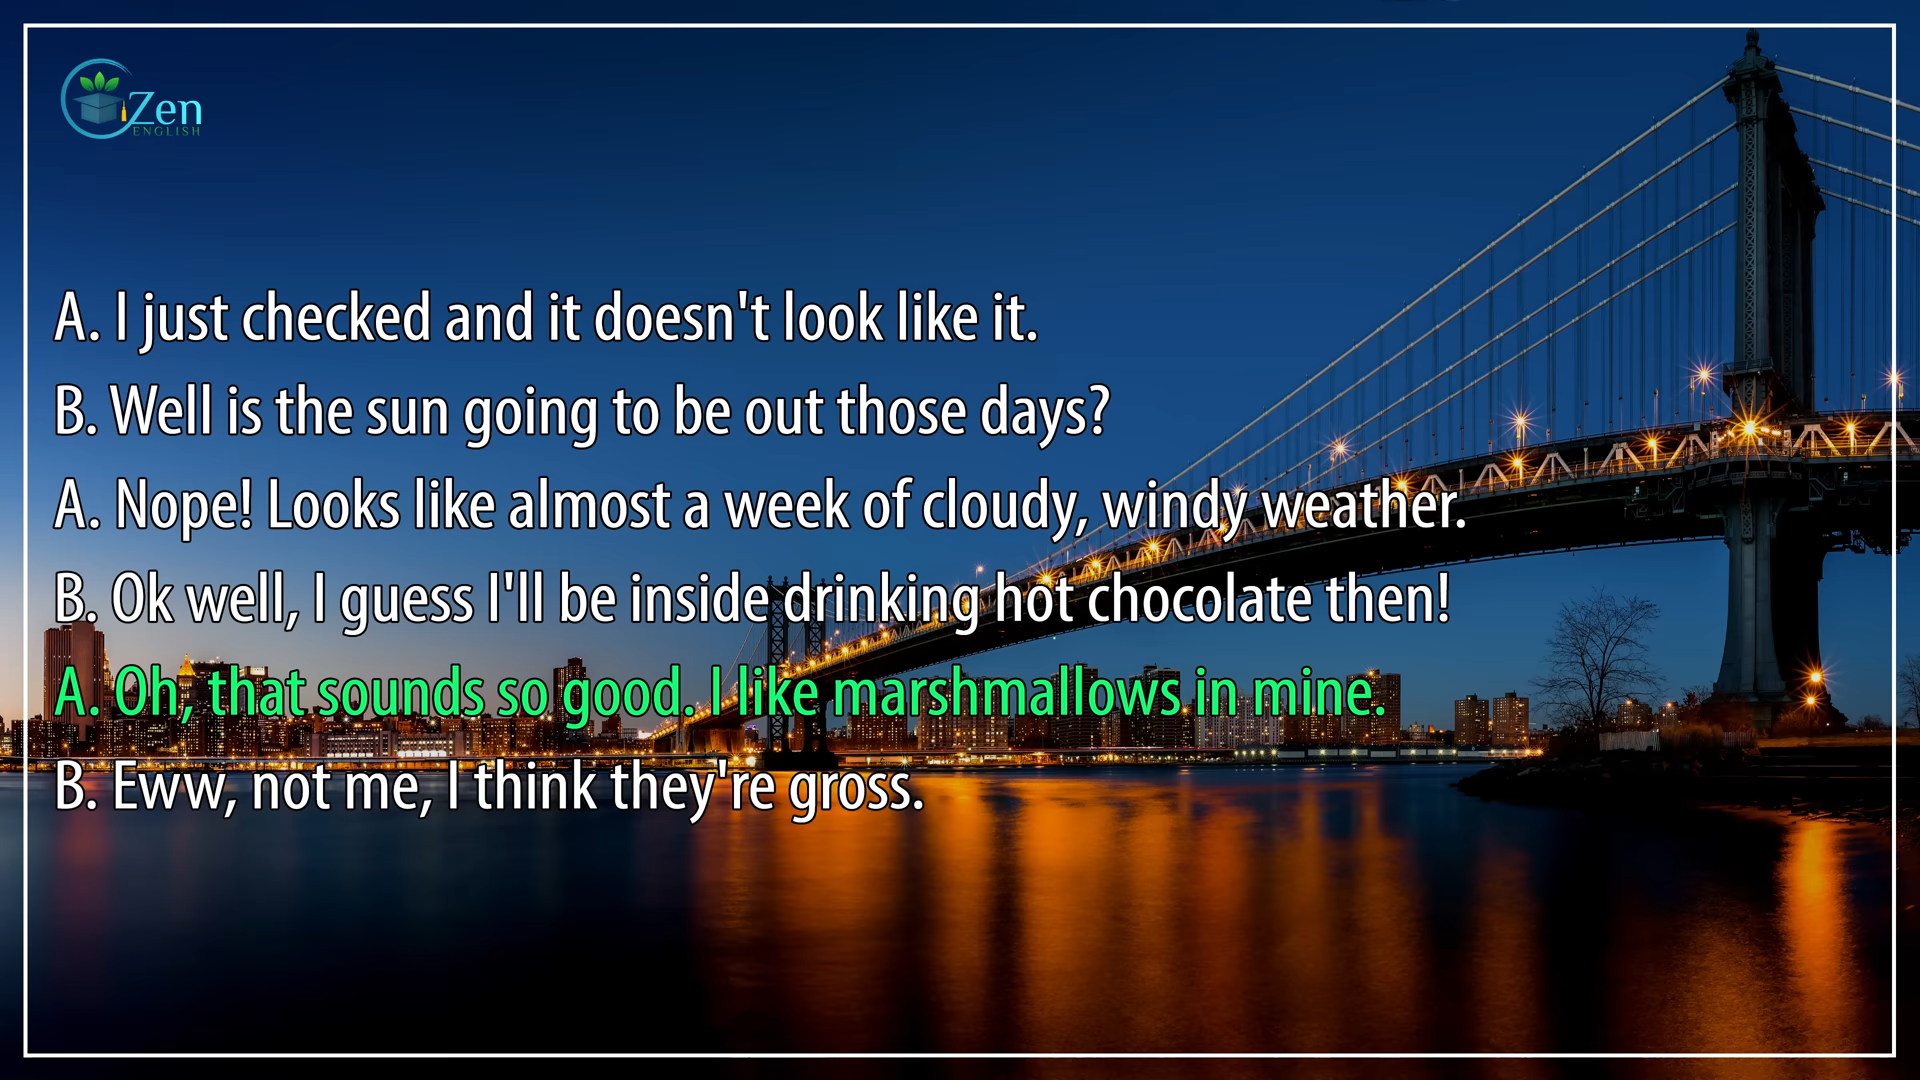 Zen
ENGLISH
A. I just checked and it doesn't look like it.
B. Well is the sun going to be out those days?
A. Nope! Looks like almost a week of cloudy, windy weather.
B. Ok well, I guess I'll be inside drinking hot chocolate then!
A. Oh, that sounds so good. I like marshmallows in mine.
B. Eww, not me, I think they're gross.